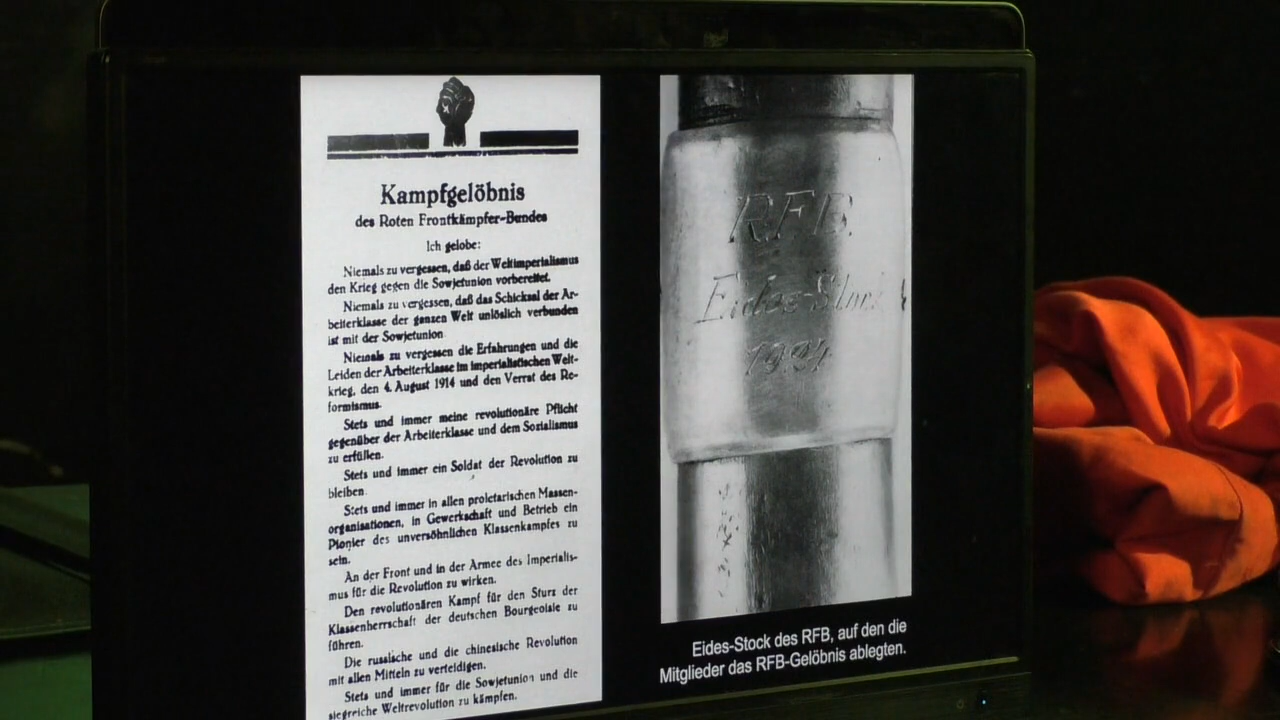 Kampfgelöbnis
des Roten Frontkämpfer-Bundes
Ich gelobe:
Niemals zu vergessen, daß der Weltimperialismus
den Krieg gegen die Sowjetunion vorbereitet.
Niemals zu vergessen, daß das Schicksal der Ar-
beiterklasse der ganzen Welt unlöslich verbunden
ist mit der Sowjetunion
Niemals zu vergessen die Erfahrungen und die
Leiden der Arbeiterklasse im imperialistischen Welt-
krieg, den 4. August 1914 und den Verrat des Re-
formismus.
Stets und immer meine revolutionäre Pflicht
gegenüber der Arbeiterklasse und dem Sozialismus
zu erfüllen.
Stets und immer ein Soldat der Revolution zu
bleiben.
Stets und immer in allen proletarischen Massen-
organisationen, in Gewerkschaft und Betrieb ein
Pionier des unversöhnlichen Klassenkampfes zu
sein.
An der Front und in der Armee des Imperialis-
mus für die Revolution zu wirken.
Den revolutionären Kampf für den Sturz der
Klassenherrschaft der deutschen Bourgeoisie zu
führen.
Die russische und die chinesische Revolution
mit allen Mitteln zu verteidigen.
Stets und immer für die Sowjetunion und die
siegreiche Weltrevolution zu kämpfen.
RFB.
Eides-Stock
Eides-Stock des RFB, auf den die
Mitglieder das RFB-Gelöbnis ablegten.